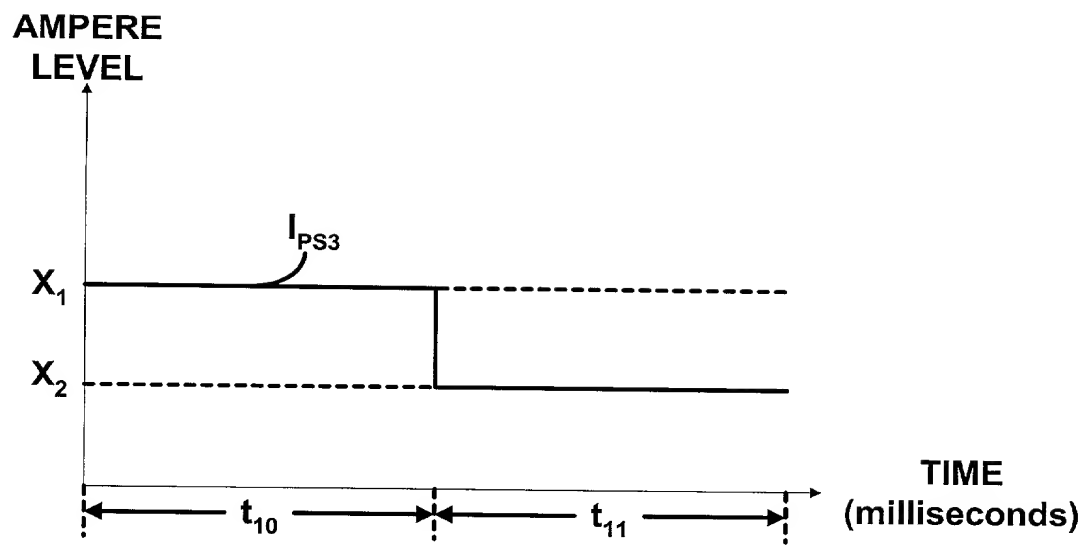 AMPERE
LEVEL
I_PS3
X_1
X_2
t_10
t_11
TIME
(milliseconds)